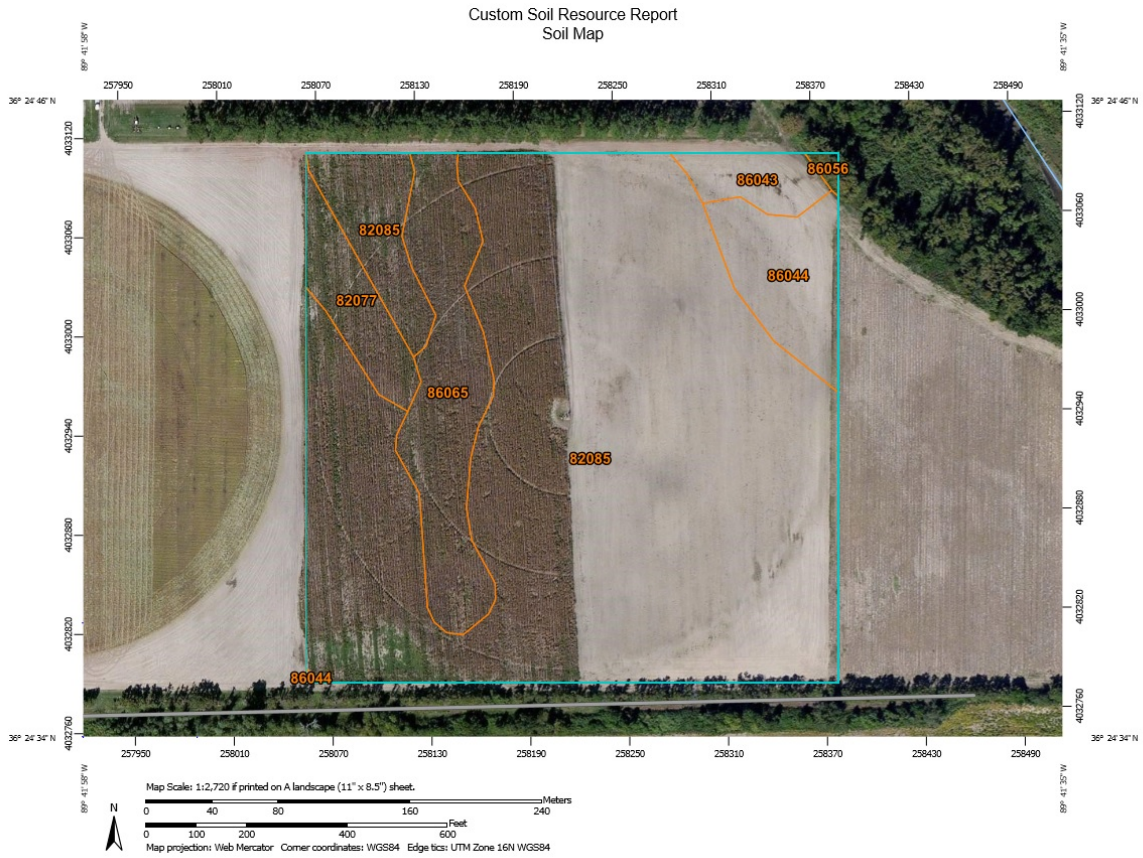 Custom Soil Resource Report
Soil Map
89° 41' 58" W
89° 41' 35" W
257950
258010
258070
258130
258190
258250
258310
258370
258430
258490
36° 24' 46" N
36° 24' 46" N
4033120
4033060
4033000
4032940
4032880
4032820
4032760
4033120
4033060
4033000
4032940
4032880
4032820
4032760
86056
86043
82085
86044
82077
86065
82085
86044
36° 24' 34" N
36° 24' 34" N
257950
258010
258070
258130
258190
258250
258310
258370
258430
258490
89° 41' 58" W
89° 41' 35" W
Map Scale: 1:2,720 if printed on A landscape (11" x 8.5") sheet.
N
Meters
0 40 80 160 240
Feet
0 100 200 400 600
Map projection: Web Mercator Corner coordinates: WGS84 Edge tics: UTM Zone 16N WGS84